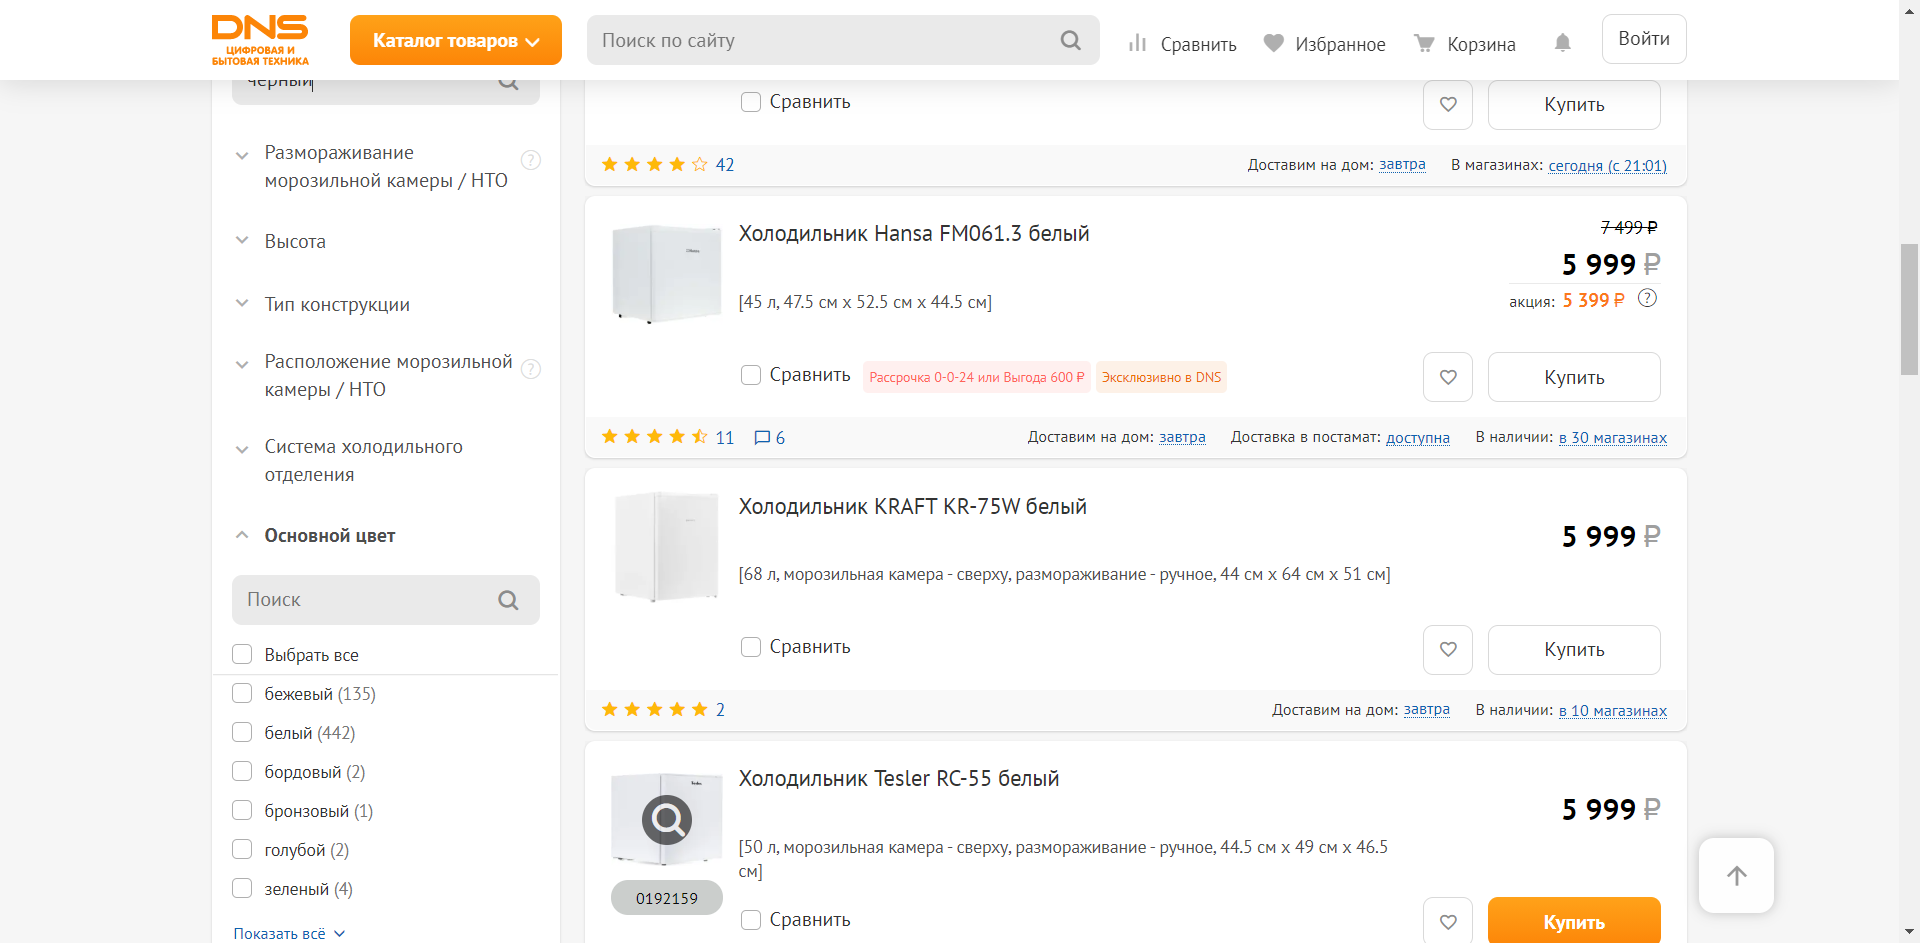 DNS
ЦИФРОВАЯ И
БЫТОВАЯ ТЕХНИКА
Каталог товаров
Поиск по сайту
Сравнить
Избранное
Корзина
Войти
черный
Размораживание
морозильной камеры / НТО
?
Высота
Тип конструкции
Расположение морозильной
камеры / НТО
?
Система холодильного
отделения
Основной цвет
Поиск
Выбрать все
бежевый (135)
белый (442)
бордовый (2)
бронзовый (1)
голубой (2)
зеленый (4)
Показать всё
Сравнить
Купить
42
Доставим на дом: завтра
В магазинах: сегодня (с 21:01)
Холодильник Hansa FM061.3 белый
7 499 ₽
5 999 ₽
[45 л, 47.5 см x 52.5 см x 44.5 см]
акция: 5 399 ₽ ?
Сравнить
Рассрочка 0-0-24 или Выгода 600 ₽
Эксклюзивно в DNS
Купить
11
6
Доставим на дом: завтра
Доставка в постамат: доступна
В наличии: в 30 магазинах
Холодильник KRAFT KR-75W белый
5 999 ₽
[68 л, морозильная камера - сверху, размораживание - ручное, 44 см x 64 см x 51 см]
Сравнить
Купить
2
Доставим на дом: завтра
В наличии: в 10 магазинах
Холодильник Tesler RC-55 белый
5 999 ₽
[50 л, морозильная камера - сверху, размораживание - ручное, 44.5 см x 49 см x 46.5
см]
0192159
Сравнить
Купить